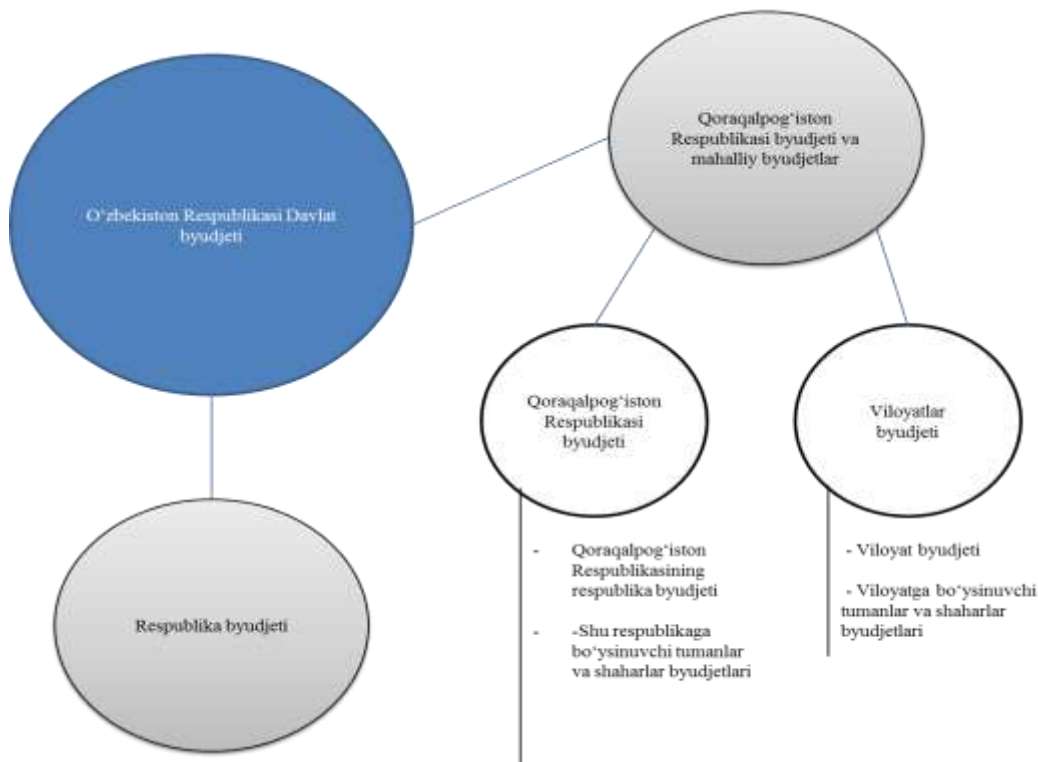 Qoraqalpog‘iston
Respublikasi byudjeti va
mahalliy byudjetlar
O‘zbekiston Respublikasi Davlat
byudjeti
Qoraqalpog‘iston
Respublikasi
byudjeti
Viloyatlar
byudjeti
Respublika byudjeti
- Qoraqalpog‘iston
Respublikasining
respublika byudjeti
- -Shu respublikaga
bo‘ysinuvchi tumanlar
va shaharlar byudjetlari
- Viloyat byudjeti
- Viloyatga bo‘ysinuvchi
tumanlar va shaharlar
byudjetlari